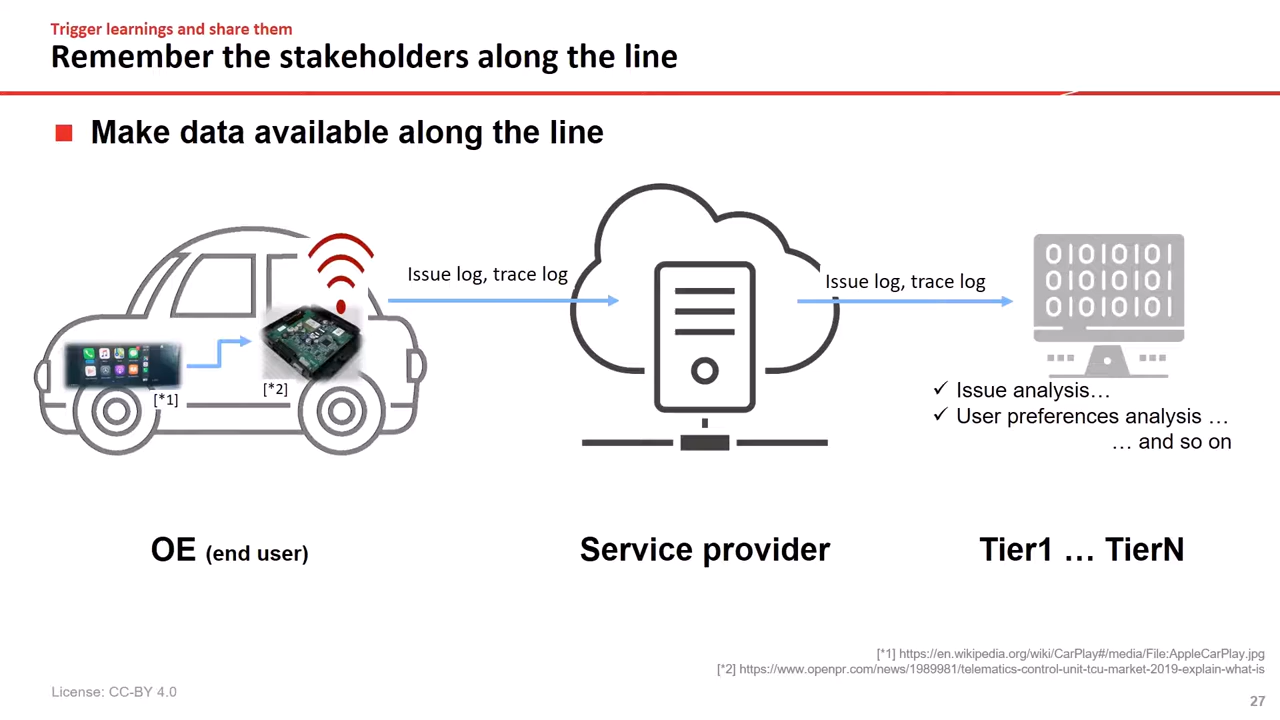 Trigger learnings and share them
Remember the stakeholders along the line
Make data available along the line
Issue log, trace log
Issue log, trace log
01010101
01010101
01010101
[*1]
[*2]
✓ Issue analysis…
✓ User preferences analysis …
… and so on
OE (end user)
Service provider
Tier1 … TierN
[*1] https://en.wikipedia.org/wiki/CarPlay#/media/File:AppleCarPlay.jpg
[*2] https://www.openpr.com/news/1989981/telematics-control-unit-tcu-market-2019-explain-what-is
License: CC-BY 4.0
27